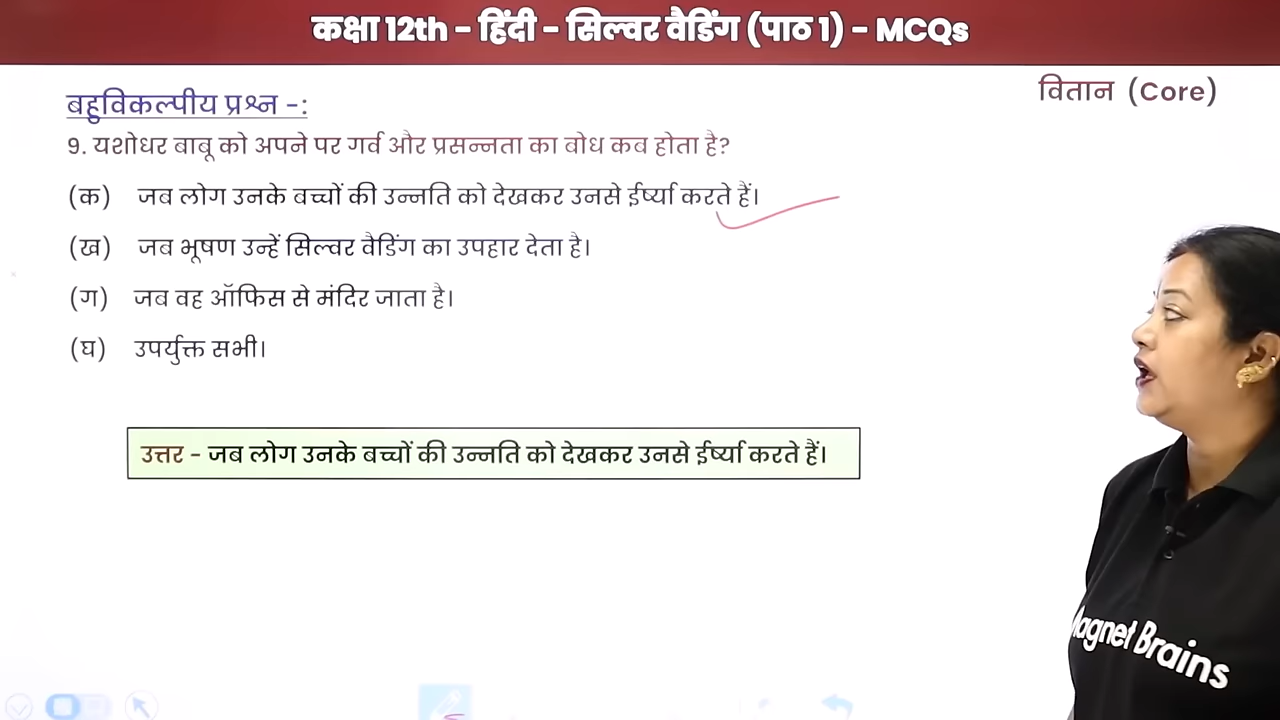 कक्षा 12th - हिंदी - सिल्वर वैडिंग (पाठ 1) - MCQs
वितान (Core)
बहुविकल्पीय प्रश्न -:
9. यशोधर बाबू को अपने पर गर्व और प्रसन्नता का बोध कब होता है?
(क) जब लोग उनके बच्चों की उन्नति को देखकर उनसे ईर्ष्या करते हैं।
(ख) जब भूषण उन्हें सिल्वर वैडिंग का उपहार देता है।
(ग) जब वह ऑफिस से मंदिर जाता है।
(घ) उपर्युक्त सभी।
उत्तर - जब लोग उनके बच्चों की उन्नति को देखकर उनसे ईर्ष्या करते हैं।
Magnet Brains